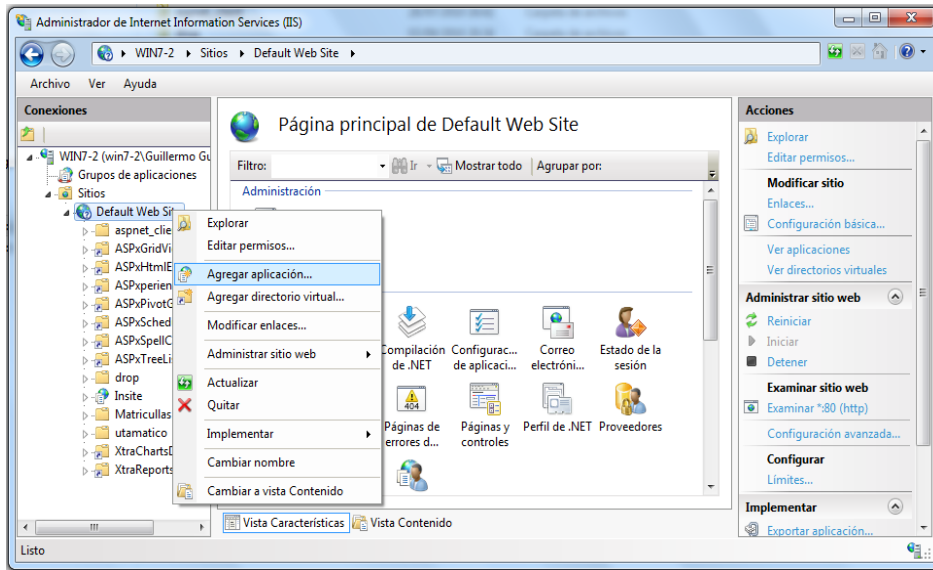 Administrador de Internet Information Services (IIS)
WIN7-2 Sitios Default Web Site
Archivo Ver Ayuda
Conexiones
WIN7-2 (win7-2\Guillermo Gu
Grupos de aplicaciones
Sitios
Default Web Sit
aspnet_clie
ASPxGridVi
ASPxHtmlE
ASPxperien
ASPxPivotG
ASPxSched
ASPxSpellC
ASPxTreeLi
drop
Insite
Matricullas
utamatico
XtraChartsD
XtraReports
Explorar
Editar permisos...
Agregar aplicación...
Agregar directorio virtual...
Modificar enlaces...
Administrar sitio web
Actualizar
Quitar
Implementar
Cambiar nombre
Cambiar a vista Contenido
Página principal de Default Web Site
Filtro: Ir Mostrar todo Agrupar por:
Administración
Compilación de .NET
Configurac... de aplicaci...
Correo electróni...
Estado de la sesión
404
Páginas de errores d...
Páginas y controles
Perfil de .NET
Proveedores
Vista Características Vista Contenido
Acciones
Explorar
Editar permisos...
Modificar sitio
Enlaces...
Configuración básica...
Ver aplicaciones
Ver directorios virtuales
Administrar sitio web
Reiniciar
Iniciar
Detener
Examinar sitio web
Examinar *:80 (http)
Configuración avanzada...
Configurar
Límites...
Implementar
Exportar aplicación...
Listo